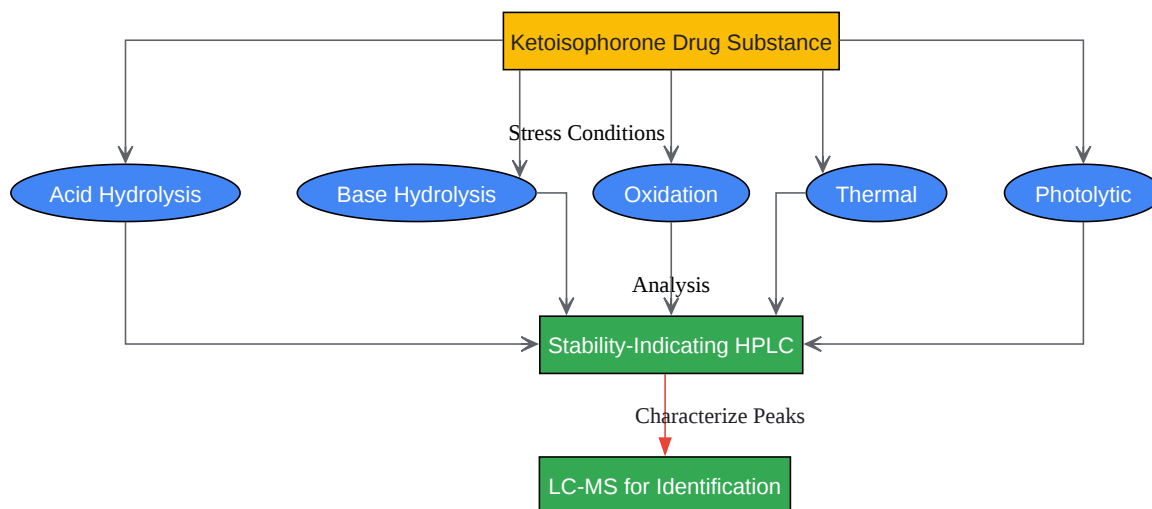 Ketoisophorone Drug Substance
Stress Conditions
Acid Hydrolysis
Base Hydrolysis
Oxidation
Thermal
Photolytic
Analysis
Stability-Indicating HPLC
Characterize Peaks
LC-MS for Identification